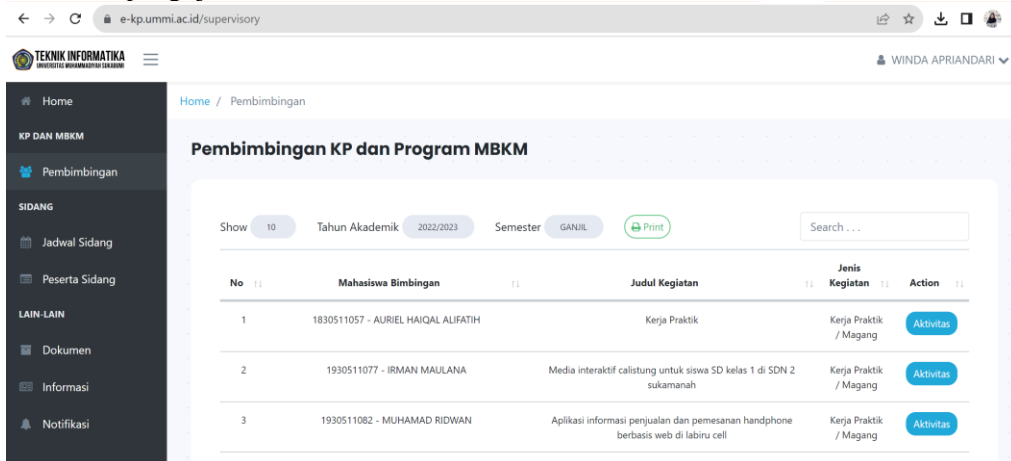 e-kp.ummi.ac.id/supervisory
TEKNIK INFORMATIKA
UNIVERSITAS MUHAMMADIYAH SUKABUMI
WINDA APRIANDARI
Home
KP DAN MBKM
Pembimbingan
SIDANG
Jadwal Sidang
Peserta Sidang
LAIN-LAIN
Dokumen
Informasi
Notifikasi
Home / Pembimbingan
Pembimbingan KP dan Program MBKM
Show 10 Tahun Akademik 2022/2023 Semester GANJIL Print Search . . .
No Mahasiswa Bimbingan Judul Kegiatan Jenis
Kegiatan Action
1 1830511057 - AURIEL HAIQAL ALIFATIH Kerja Praktik Kerja Praktik
/ Magang Aktivitas
2 1930511077 - IRMAN MAULANA Media interaktif calistung untuk siswa SD kelas 1 di SDN 2
sukamanah Kerja Praktik
/ Magang Aktivitas
3 1930511082 - MUHAMAD RIDWAN Aplikasi informasi penjualan dan pemesanan handphone
berbasis web di labiru cell Kerja Praktik
/ Magang Aktivitas